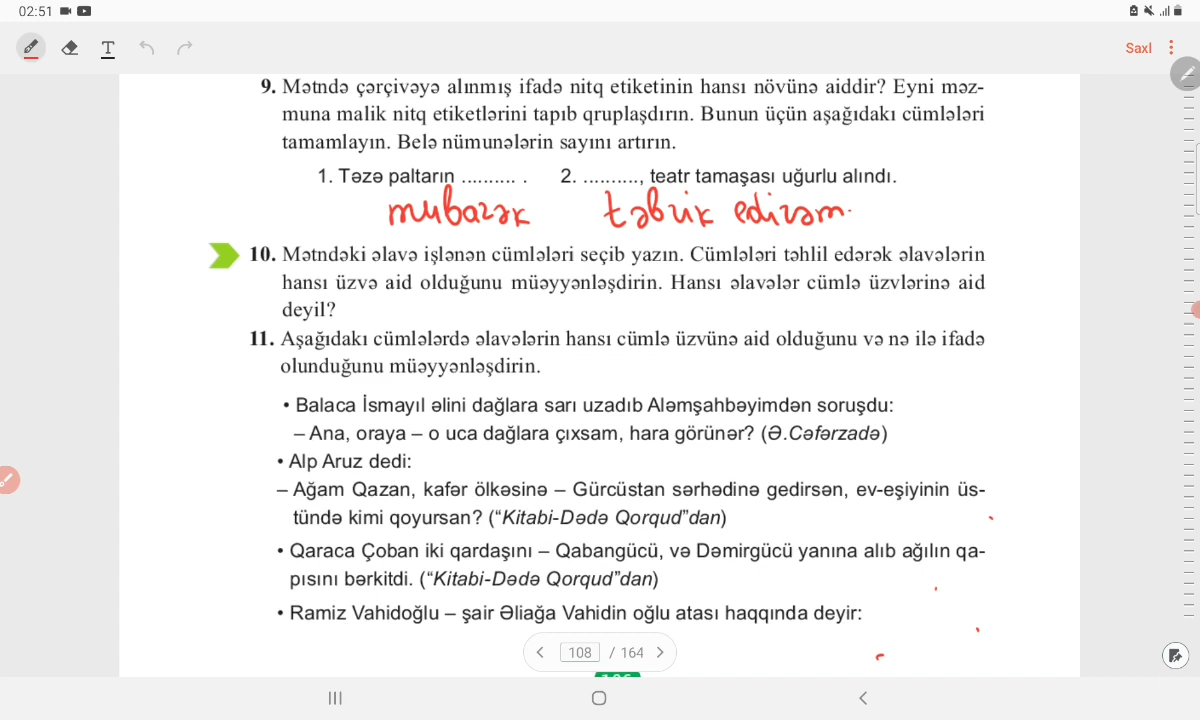 02:51
T
Saxl
9. Mətndə çərçivəyə alınmış ifadə nitq etiketinin hansı növünə aiddir? Eyni məz-
muna malik nitq etiketlərini tapıb qruplaşdırın. Bunun üçün aşağıdakı cümlələri
tamamlayın. Belə nümunələrin sayını artırın.
1. Təzə paltarın .......... . 2. .........., teatr tamaşası uğurlu alındı.
mubarək təbrik edirəm.
10. Mətndəki əlavə işlənən cümlələri seçib yazın. Cümlələri təhlil edərək əlavələrin
hansı üzvə aid olduğunu müəyyənləşdirin. Hansı əlavələr cümlə üzvlərinə aid
deyil?
11. Aşağıdakı cümlələrdə əlavələrin hansı cümlə üzvünə aid olduğunu və nə ilə ifadə
olunduğunu müəyyənləşdirin.
• Balaca İsmayıl əlini dağlara sarı uzadıb Aləmşahbəyimdən soruşdu:
– Ana, oraya – o uca dağlara çıxsam, hara görünər? (Ə.Cəfərzadə)
• Alp Aruz dedi:
– Ağam Qazan, kafər ölkəsinə – Gürcüstan sərhədinə gedirsən, ev-eşiyinin üs-
tündə kimi qoyursan? (“Kitabi-Dədə Qorqud”dan)
• Qaraca Çoban iki qardaşını – Qabangücü, və Dəmirgücü yanına alıb ağılın qa-
pısını bərkitdi. (“Kitabi-Dədə Qorqud”dan)
• Ramiz Vahidoğlu – şair Əliağa Vahidin oğlu atası haqqında deyir:
108 / 164